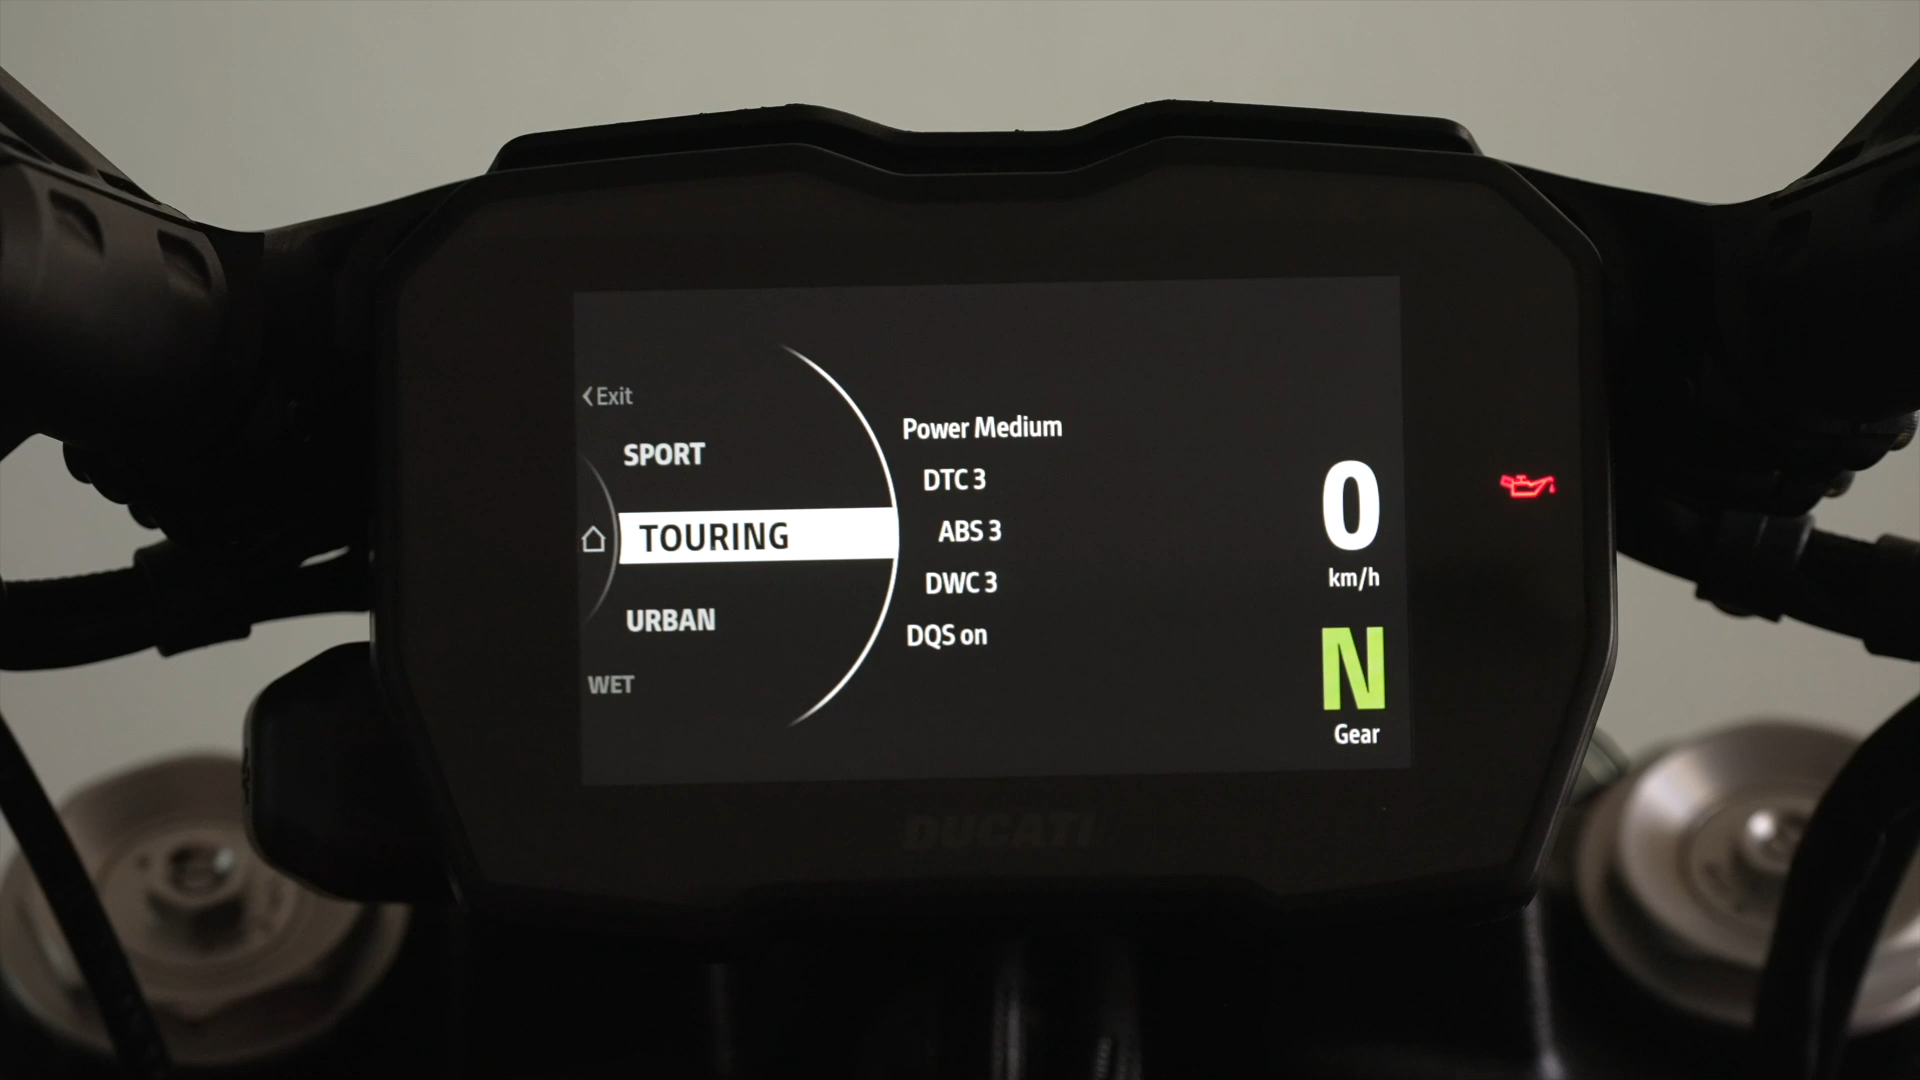 Exit
SPORT
TOURING
URBAN
WET
Power Medium
DTC 3
ABS 3
DWC 3
DQS on
0
km/h
N
Gear
DUCATI